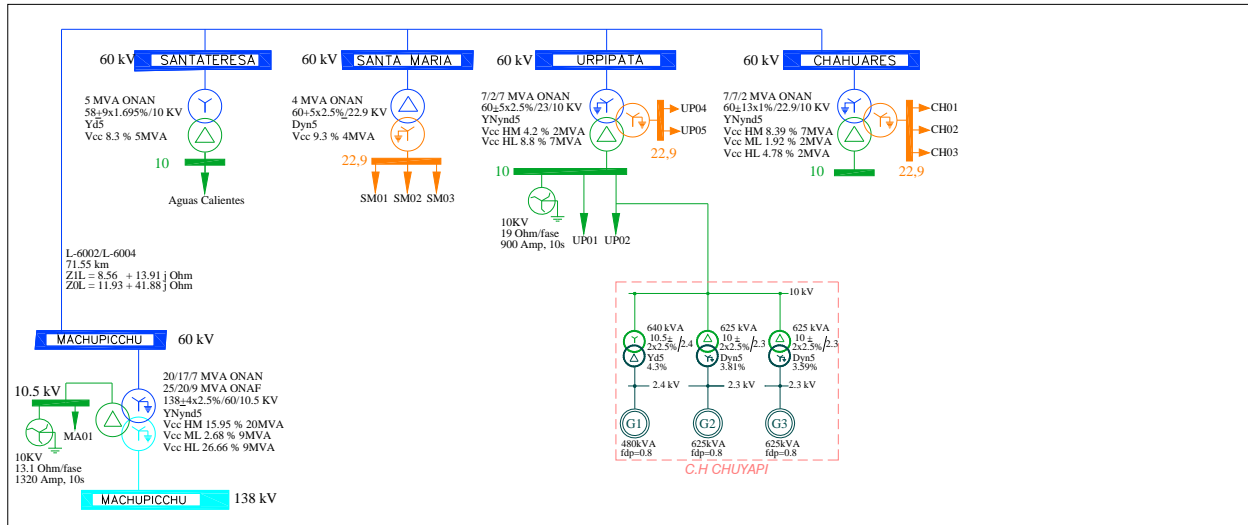 60 kV
SANTATERESA
60 kV
SANTA MARIA
60 kV
URPIPATA
60 kV
CHAHUARES
5 MVA ONAN
58±9x1.695%/10 KV
Yd5
Vcc 8.3 % 5MVA
10
Aguas Calientes
4 MVA ONAN
60+5x2.5%/22.9 KV
Dyn5
Vcc 9.3 % 4MVA
22,9
SM01
SM02
SM03
7/2/7 MVA ONAN
60±5x2.5%/23/10 KV
YNynd5
Vcc HM 4.2 % 2MVA
Vcc HL 8.8 % 7MVA
UP04
UP05
22,9
10
10KV
19 Ohm/fase
900 Amp, 10s
UP01
UP02
7/7/2 MVA ONAN
60±13x1%/22.9/10 KV
YNynd5
Vcc HM 8.39 % 7MVA
Vcc ML 1.92 % 2MVA
Vcc HL 4.78 % 2MVA
CH01
CH02
CH03
22,9
10
L-6002/L-6004
71.55 km
Z1L = 8.56 + 13.91 j Ohm
Z0L = 11.93 + 41.88 j Ohm
MACHUPICCHU
60 kV
10.5 kV
MA01
10KV
13.1 Ohm/fase
1320 Amp, 10s
20/17/7 MVA ONAN
25/20/9 MVA ONAF
138±4x2.5%/60/10.5 KV
YNynd5
Vcc HM 15.95 % 20MVA
Vcc ML 2.68 % 9MVA
Vcc HL 26.66 % 9MVA
MACHUPICCHU
138 kV
10 kV
640 kVA
10.5±
2x2.5%/2.4
Yd5
4.3%
625 kVA
10±
2x2.5%/2.3
Dyn5
3.81%
625 kVA
10±
2x2.5%/2.3
Dyn5
3.59%
2.4 kV
2.3 kV
2.3 kV
G1
G2
G3
480kVA
fdp=0.8
625kVA
fdp=0.8
625kVA
fdp=0.8
C.H CHUYAPI